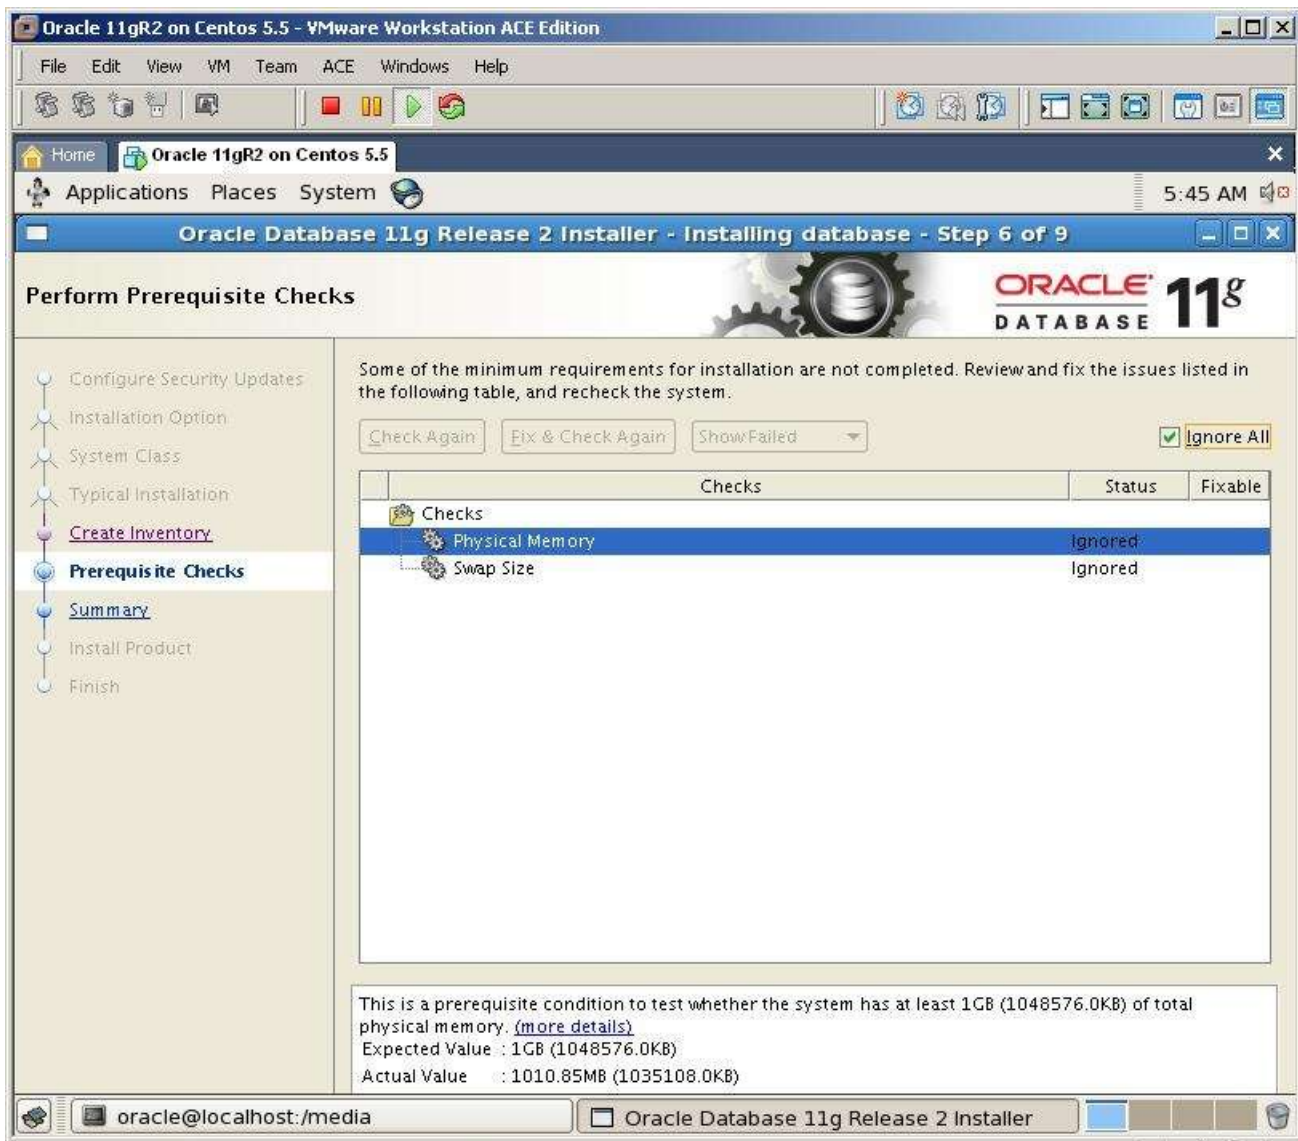 Oracle 11gR2 on Centos 5.5 - VMware Workstation ACE Edition
File Edit View VM Team ACE Windows Help
Home Oracle 11gR2 on Centos 5.5
Applications Places System 5:45 AM
Oracle Database 11g Release 2 Installer - Installing database - Step 6 of 9
Perform Prerequisite Checks
ORACLE 11g
DATABASE
Configure Security Updates
Installation Option
System Class
Typical Installation
Create Inventory
Prerequisite Checks
Summary
Install Product
Finish
Some of the minimum requirements for installation are not completed. Review and fix the issues listed in
the following table, and recheck the system.
Check Again Fix & Check Again Show Failed Ignore All
Checks Status Fixable
Checks
Physical Memory Ignored
Swap Size Ignored
This is a prerequisite condition to test whether the system has at least 1GB (1048576.0KB) of total
physical memory. (more details)
Expected Value : 1GB (1048576.0KB)
Actual Value : 1010.85MB (1035108.0KB)
oracle@localhost:/media Oracle Database 11g Release 2 Installer